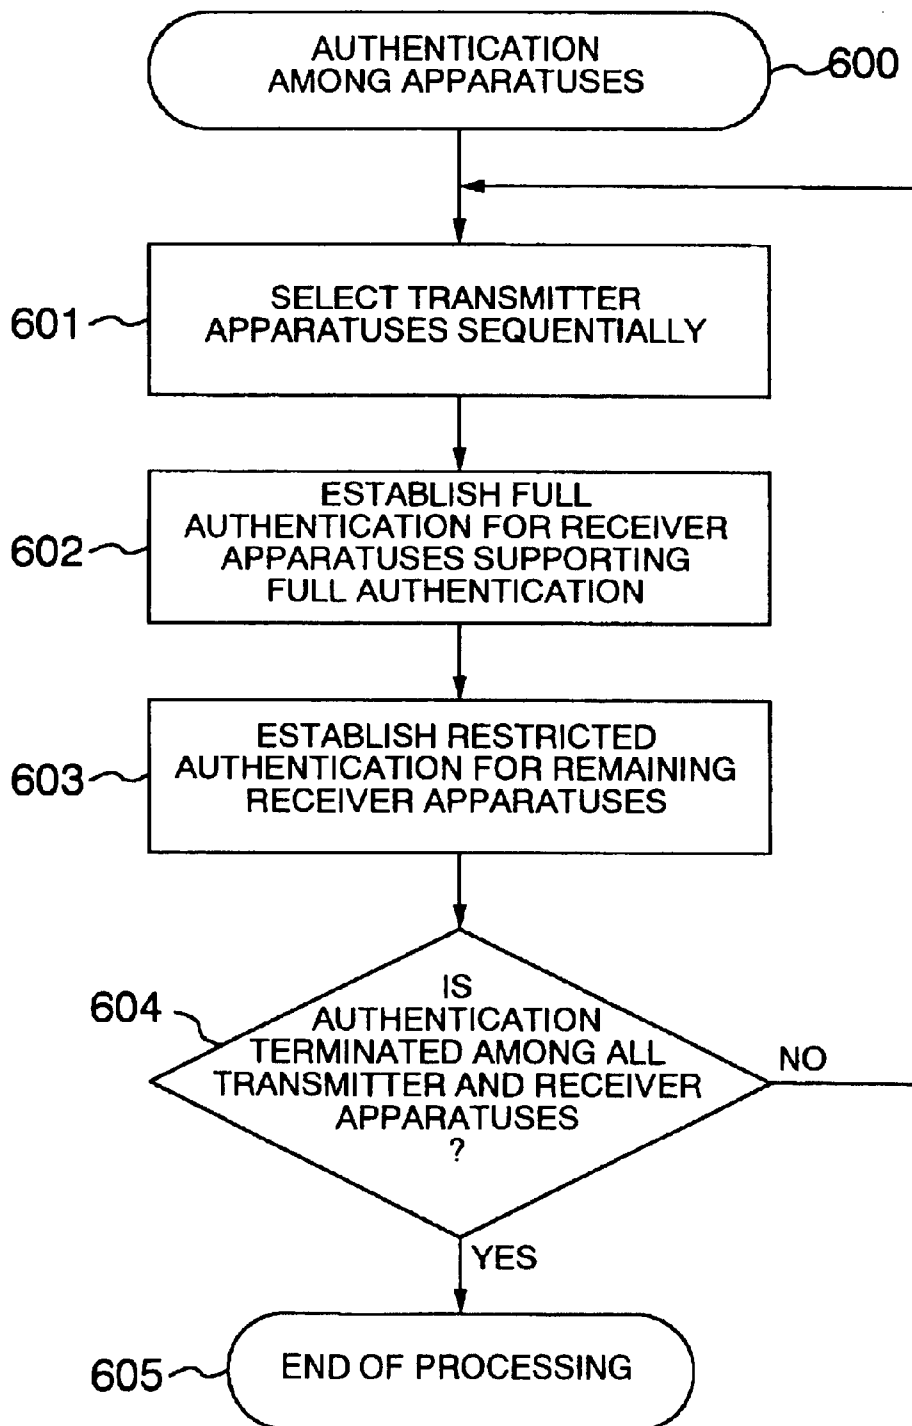 AUTHENTICATION
AMONG APPARATUSES
600
601
SELECT TRANSMITTER
APPARATUSES SEQUENTIALLY
602
ESTABLISH FULL
AUTHENTICATION FOR RECEIVER
APPARATUSES SUPPORTING
FULL AUTHENTICATION
603
ESTABLISH RESTRICTED
AUTHENTICATION FOR REMAINING
RECEIVER APPARATUSES
604
IS
AUTHENTICATION
TERMINATED AMONG ALL
TRANSMITTER AND RECEIVER
APPARATUSES
?
NO
YES
605
END OF PROCESSING